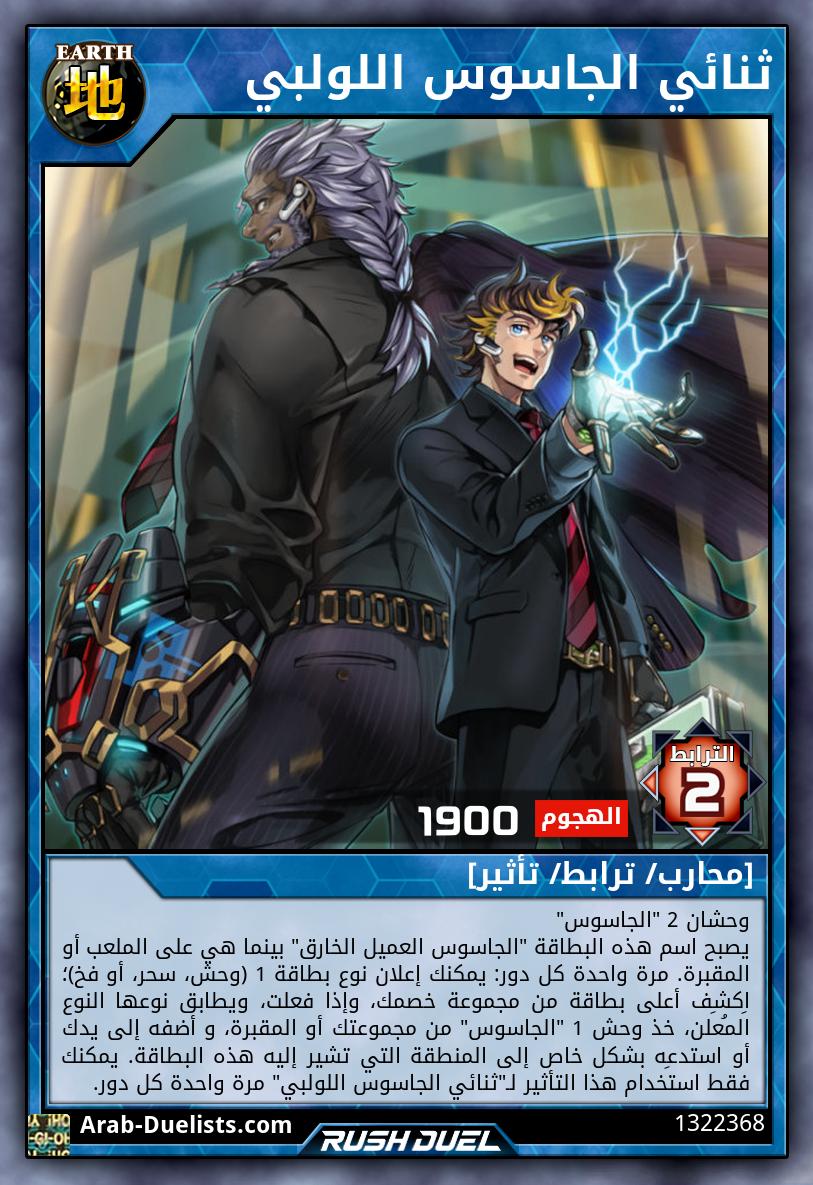 EARTH
地
ثنائي الجاسوس اللولبي
الترابط
2
الهجوم 1900
[محارب/ ترابط/ تأثير]
وحشان 2 "الجاسوس"
يصبح اسم هذه البطاقة "الجاسوس العميل الخارق" بينما هي على الملعب أو
المقبرة. مرة واحدة كل دور: يمكنك إعلان نوع بطاقة 1 (وحش، سحر، أو فخ)؛
اِكشِف أعلى بطاقة من مجموعة خصمك، وإذا فعلت، ويطابق نوعها النوع
المُعلن، خذ وحش 1 "الجاسوس" من مجموعتك أو المقبرة، و أضفه إلى يدك
أو استدعِه بشكل خاص إلى المنطقة التي تشير إليه هذه البطاقة. يمكنك
فقط استخدام هذا التأثير لـ"ثنائي الجاسوس اللولبي" مرة واحدة كل دور.
1322368
Arab-Duelists.com
RUSH DUEL